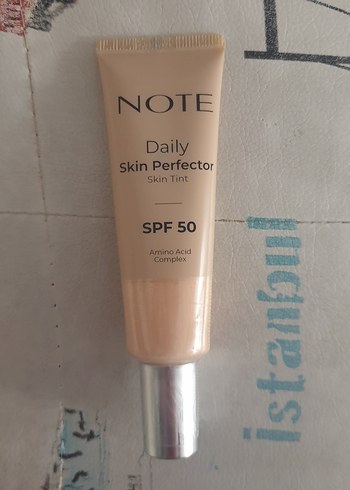 NOTE
Daily
Skin Perfector
Skin Tint
SPF 50
Amino Acid
Complex
istanbul